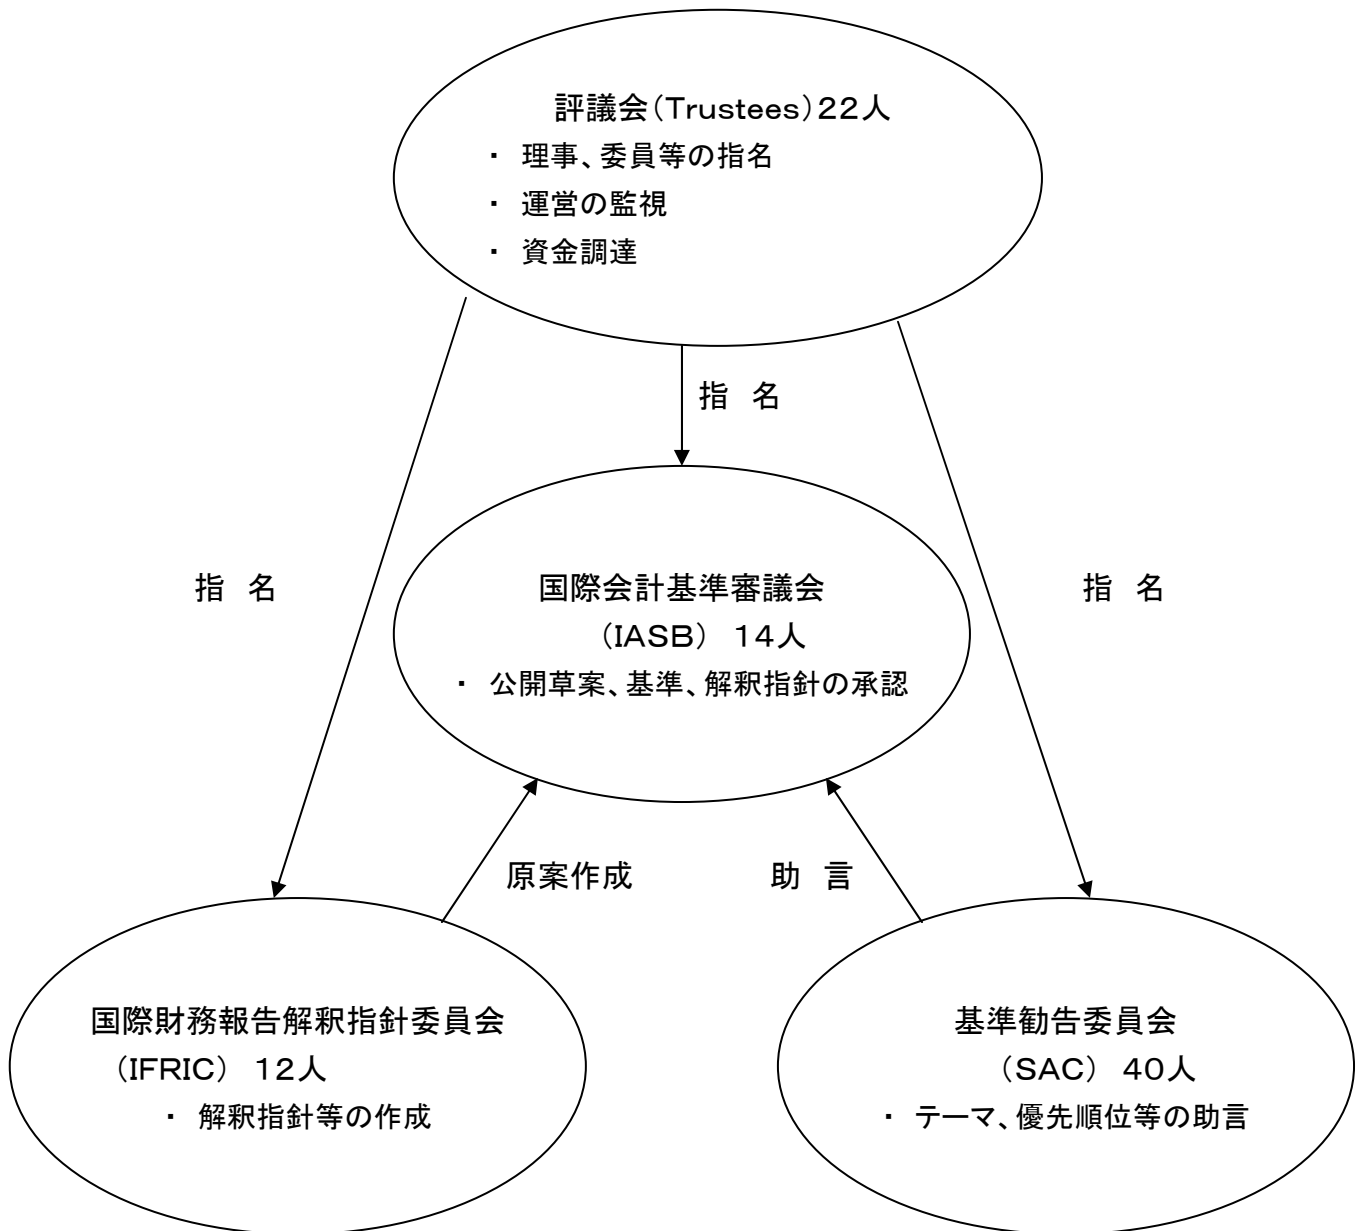 評議会（Trustees）２２人
・ 理事、委員等の指名
・ 運営の監視
・ 資金調達
指　名
指　名
指　名
国際会計基準審議会
（IASB） １４人
・ 公開草案、基準、解釈指針の承認
原案作成
助　言
国際財務報告解釈指針委員会
（IFRIC） １２人
・ 解釈指針等の作成
基準勧告委員会
（SAC） ４０人
・ テーマ、優先順位等の助言